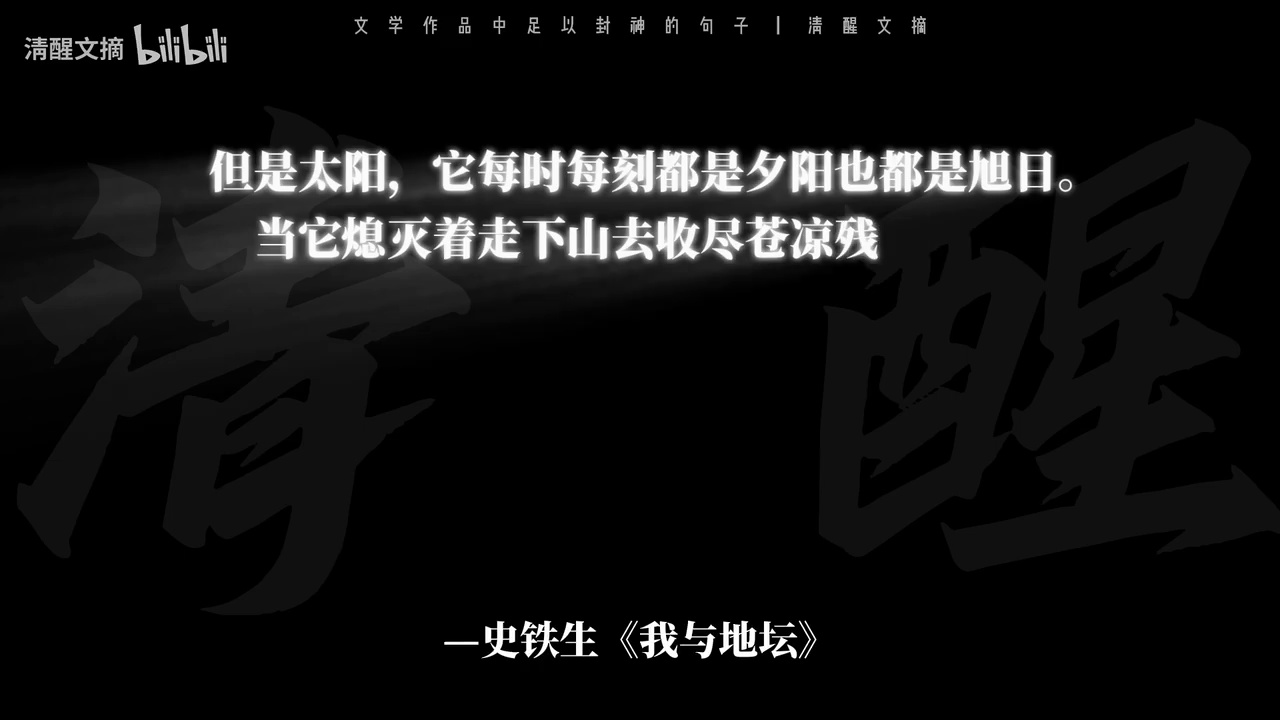 文学作品中足以封神的句子 | 清醒文摘
清醒文摘 bilibili
但是太阳，它每时每刻都是夕阳也都是旭日。
当它熄灭着走下山去收尽苍凉残
清醒
—史铁生《我与地坛》